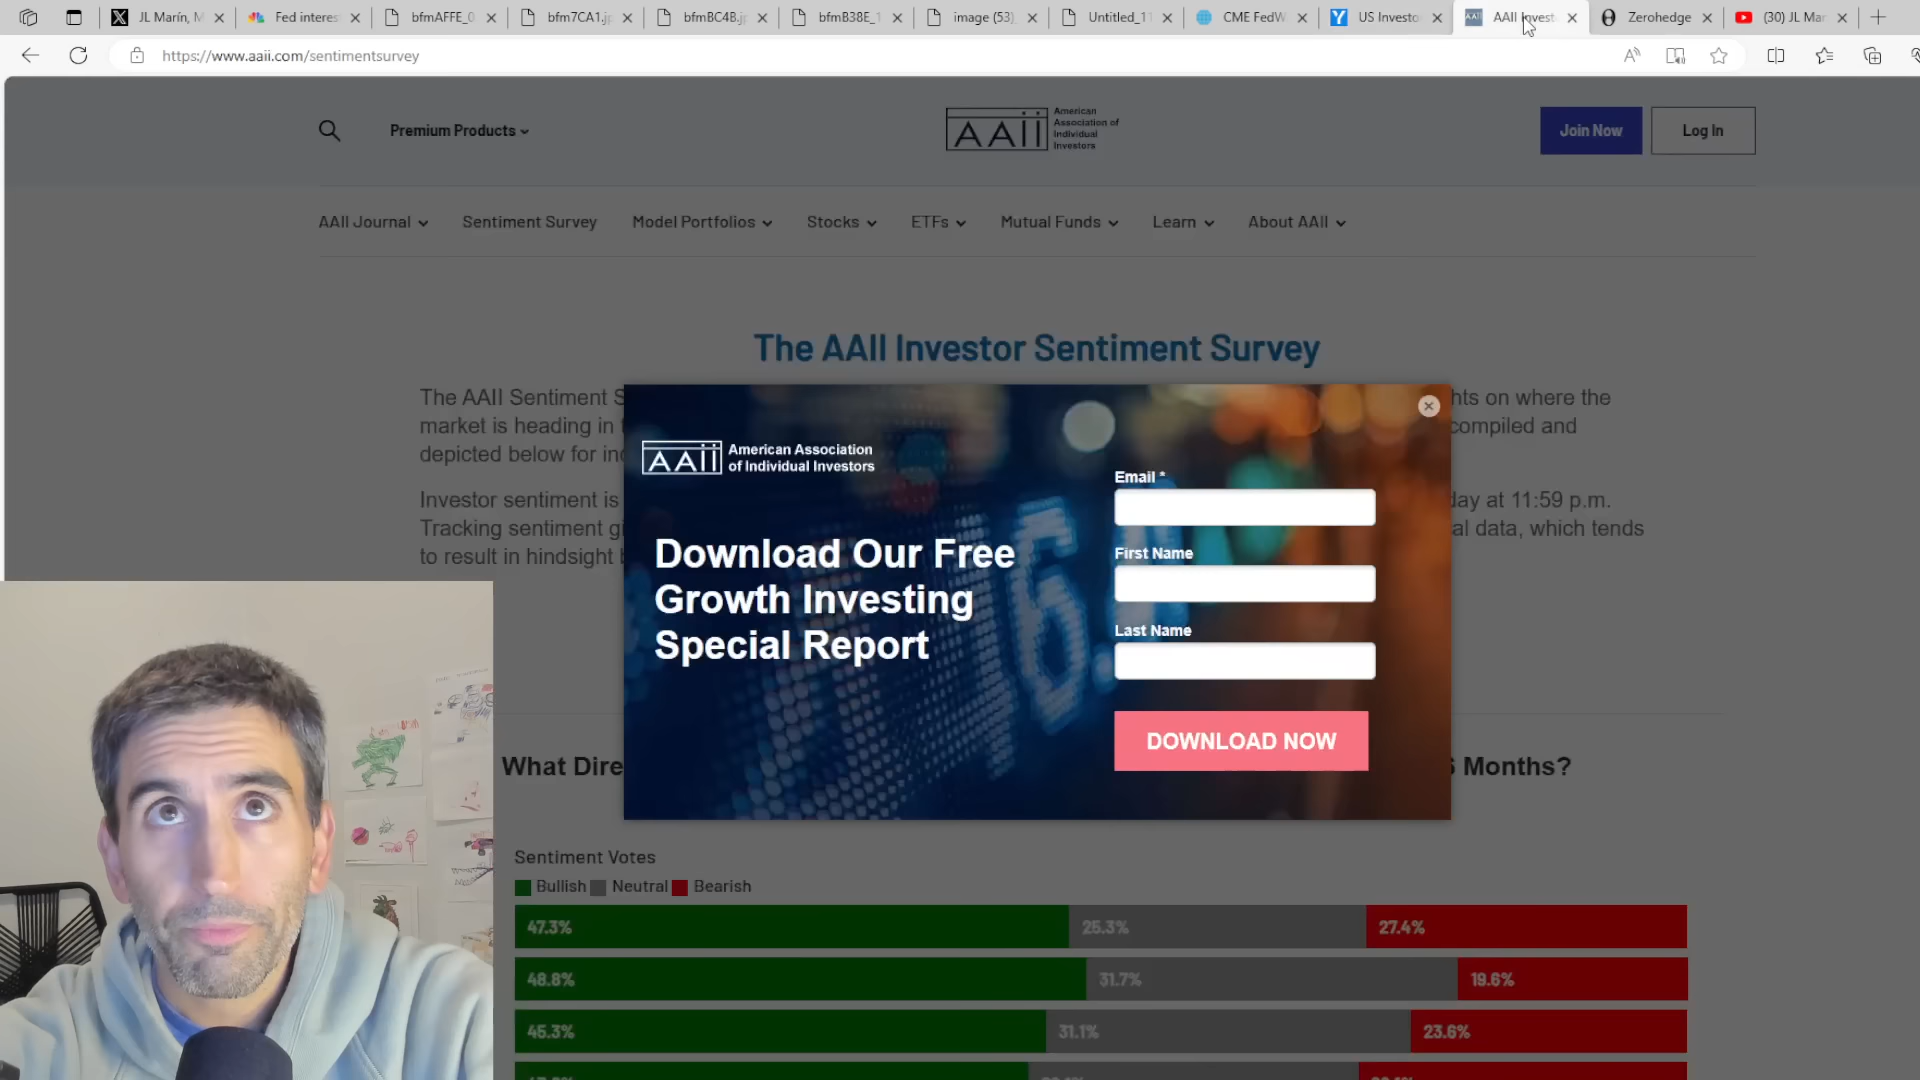 JL Marín, M
Fed interes
bfmAFFE_0
bfm7CA1.jp
bfmBC4B.jp
bfmB38E_1
image (53)
Untitled_11
CME FedW
US Investo
AAII Invest
Zerohedge
(30) JL Mar
https://www.aaii.com/sentimentsurvey
Premium Products
AAII
American
Association of
Individual
Investors
Join Now
Log In
AAII Journal
Sentiment Survey
Model Portfolios
Stocks
ETFs
Mutual Funds
Learn
About AAII
The AAII Investor Sentiment Survey
The AAII Sentiment S
hts on where the
market is heading in
compiled and
depicted below for in
Investor sentiment is
day at 11:59 p.m.
Tracking sentiment g
al data, which tends
to result in hindsight
AAII
American Association
of Individual Investors
Download Our Free
Growth Investing
Special Report
Email *
First Name
Last Name
DOWNLOAD NOW
What Dire
6 Months?
Sentiment Votes
Bullish Neutral Bearish
47.3% 25.3% 27.4%
48.8% 31.7% 19.6%
45.3% 31.1% 23.6%